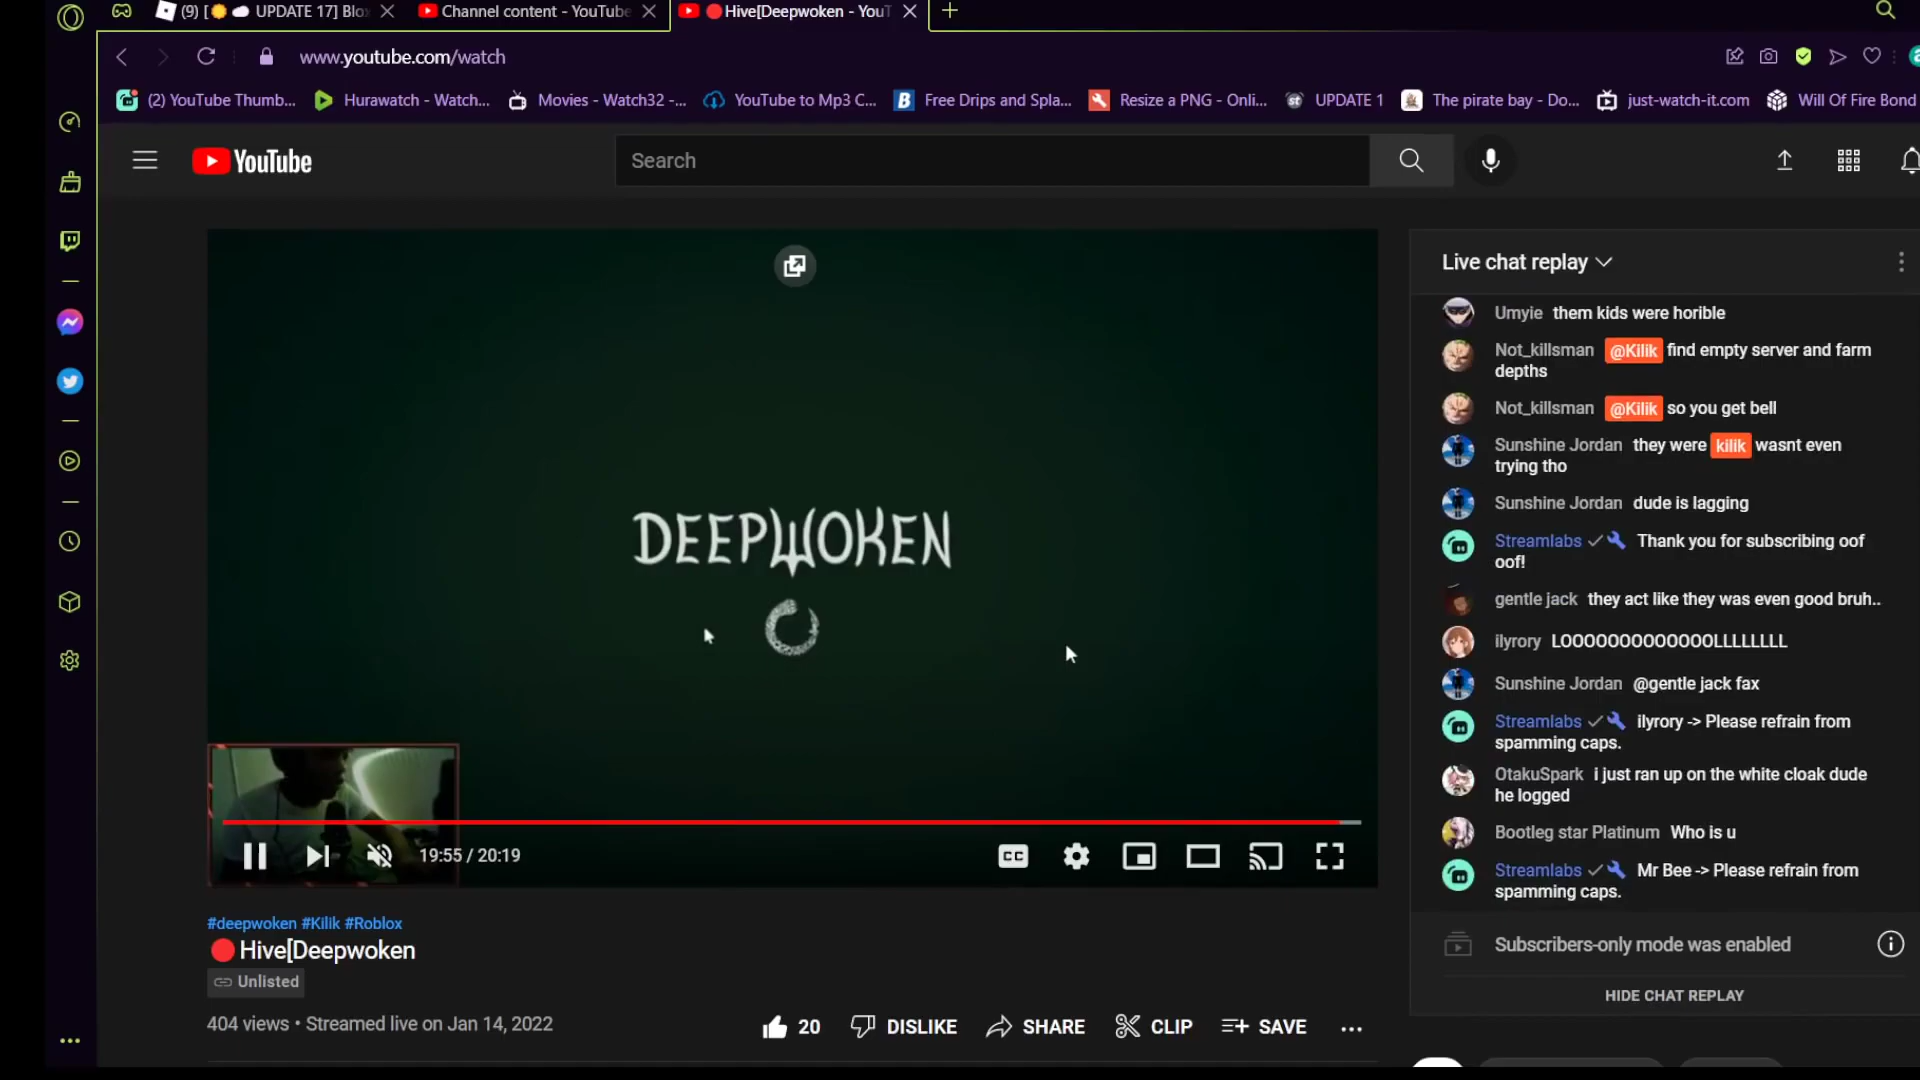 (9) [ UPDATE 17] Blo
Channel content - YouTube
Hive[Deepwoken - YouT
www.youtube.com/watch
(2) YouTube Thumb...
Hurawatch - Watch...
Movies - Watch32 -...
YouTube to Mp3 C...
B
Free Drips and Spla...
Resize a PNG - Onli...
st
UPDATE 1
The pirate bay - Do...
just-watch-it.com
Will Of Fire Bond
YouTube
Search
Live chat replay
Umyie them kids were horible
Not_killsman @Kilik find empty server and farm
depths
Not_killsman @Kilik so you get bell
Sunshine Jordan they were kilik wasnt even
trying tho
Sunshine Jordan dude is lagging
Streamlabs Thank you for subscribing oof
oof!
gentle jack they act like they was even good bruh..
ilyrory LOOOOOOOOOOOOOLLLLLLLL
Sunshine Jordan @gentle jack fax
Streamlabs ilyrory -> Please refrain from
spamming caps.
OtakuSpark i just ran up on the white cloak dude
he logged
Bootleg star Platinum Who is u
Streamlabs Mr Bee -> Please refrain from
spamming caps.
Subscribers-only mode was enabled
HIDE CHAT REPLAY
DEEPWOKEN
19:55 / 20:19
CC
#deepwoken #Kilik #Roblox
Hive[Deepwoken
Unlisted
404 views • Streamed live on Jan 14, 2022
20
DISLIKE
SHARE
CLIP
SAVE